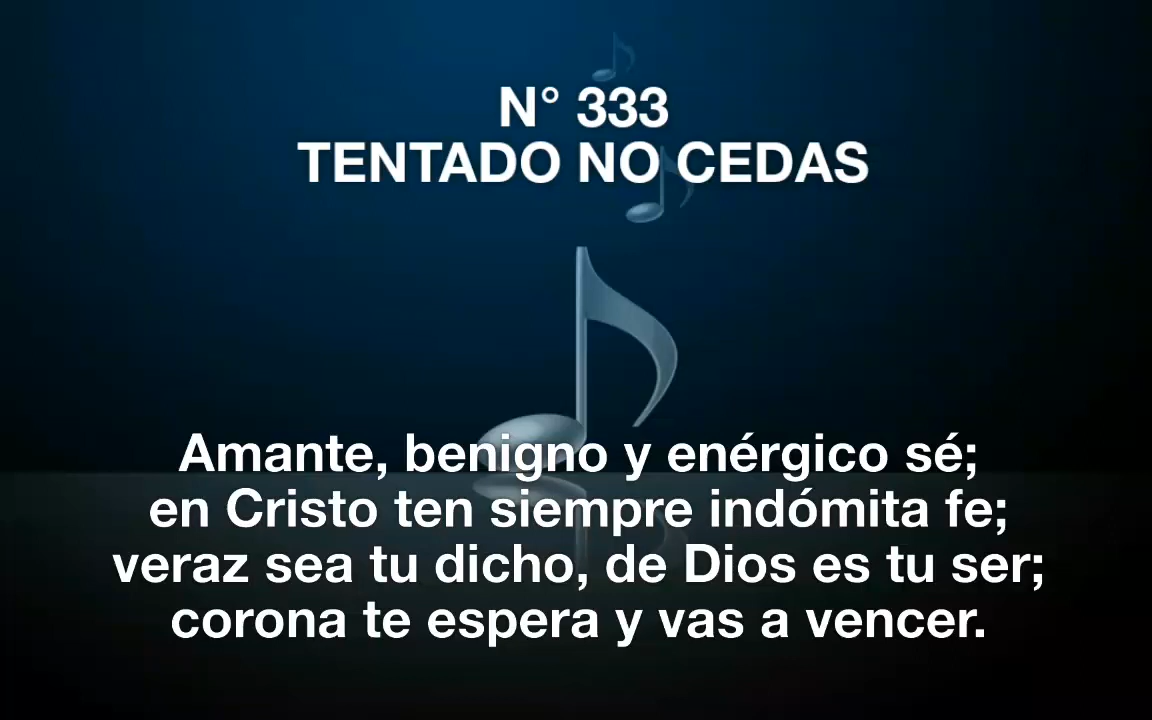 N° 333
TENTADO NO CEDAS
Amante, benigno y enérgico sé;
en Cristo ten siempre indómita fe;
veraz sea tu dicho, de Dios es tu ser;
corona te espera y vas a vencer.